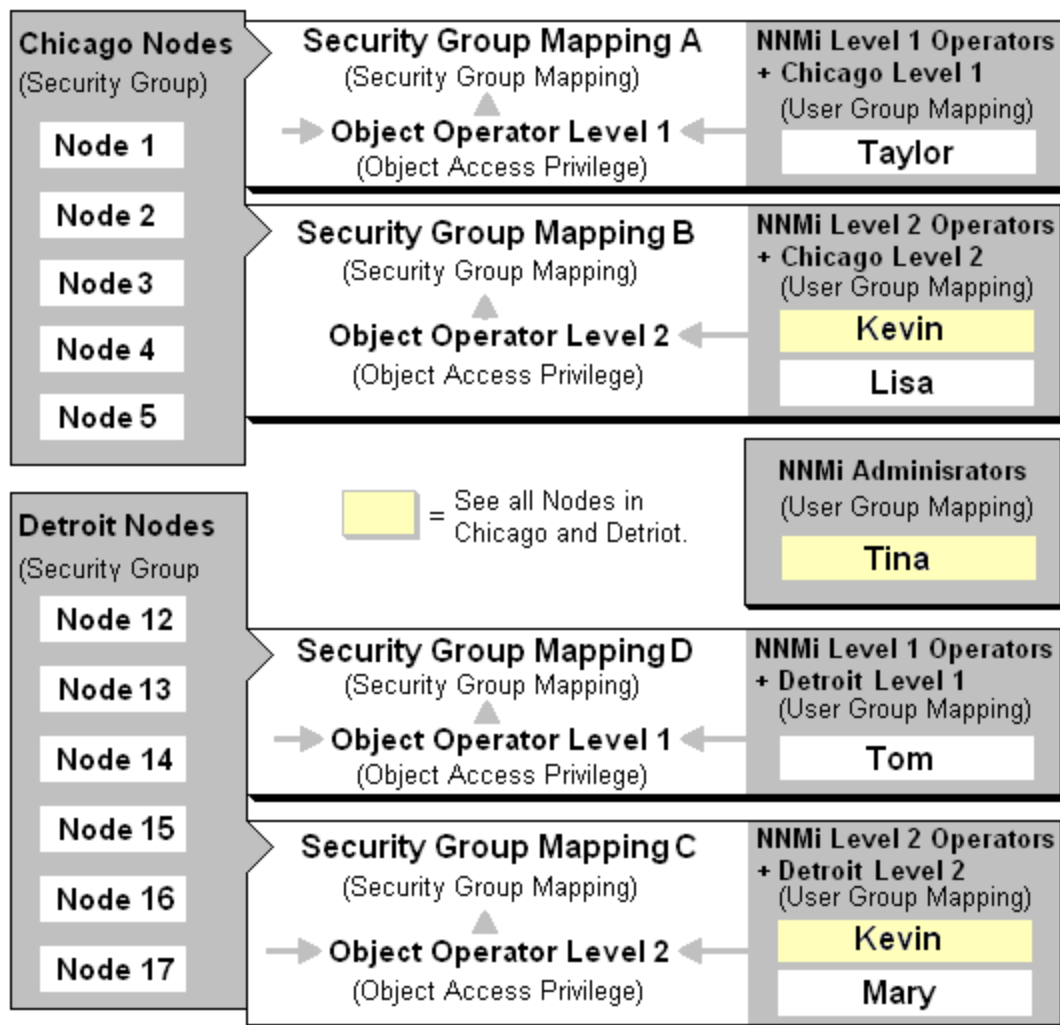 Chicago Nodes
(Security Group)
Node 1
Node 2
Node 3
Node 4
Node 5
Security Group Mapping A
(Security Group Mapping)
Object Operator Level 1
(Object Access Privilege)
NNMi Level 1 Operators
+ Chicago Level 1
(User Group Mapping)
Taylor
Security Group Mapping B
(Security Group Mapping)
Object Operator Level 2
(Object Access Privilege)
NNMi Level 2 Operators
+ Chicago Level 2
(User Group Mapping)
Kevin
Lisa
= See all Nodes in
Chicago and Detriot.
NNMi Adminisrators
(User Group Mapping)
Tina
Detroit Nodes
(Security Group
Node 12
Node 13
Node 14
Node 15
Node 16
Node 17
Security Group Mapping D
(Security Group Mapping)
Object Operator Level 1
(Object Access Privilege)
NNMi Level 1 Operators
+ Detroit Level 1
(User Group Mapping)
Tom
Security Group Mapping C
(Security Group Mapping)
Object Operator Level 2
(Object Access Privilege)
NNMi Level 2 Operators
+ Detroit Level 2
(User Group Mapping)
Kevin
Mary